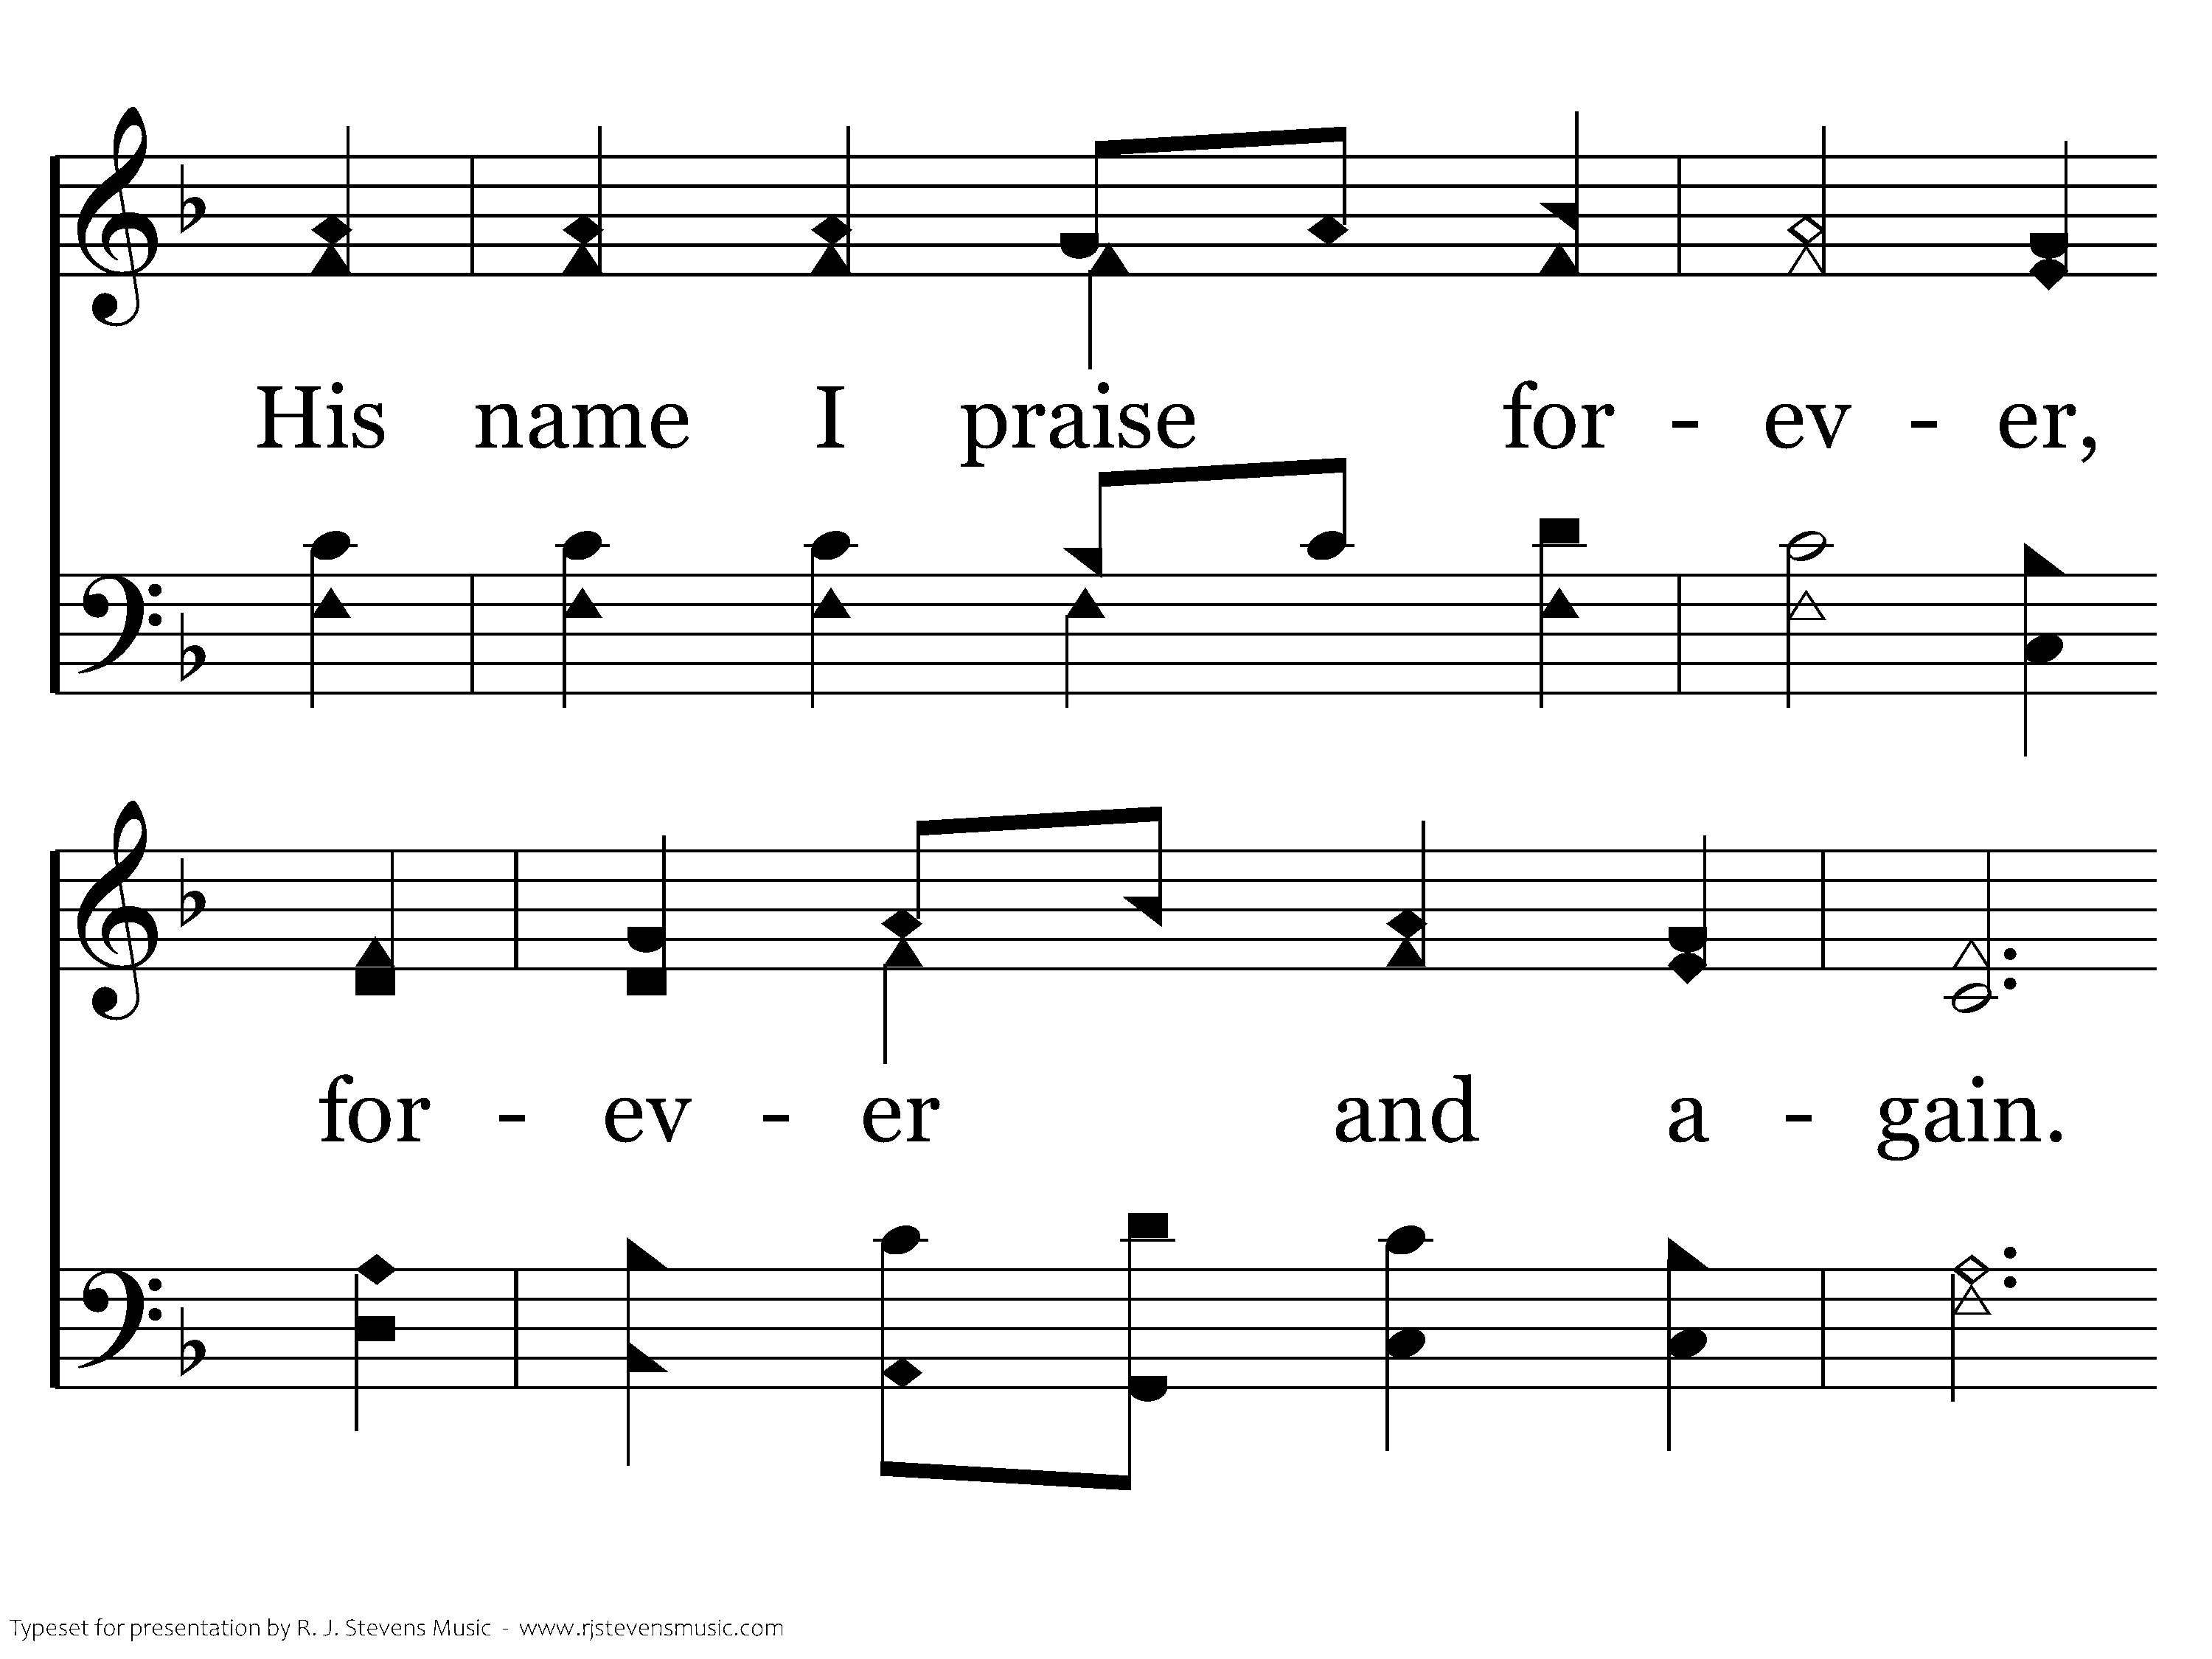 His name I praise for - ev - er,
for - ev - er and a - gain.
Typeset for presentation by R. J. Stevens Music - www.rjstevensmusic.com